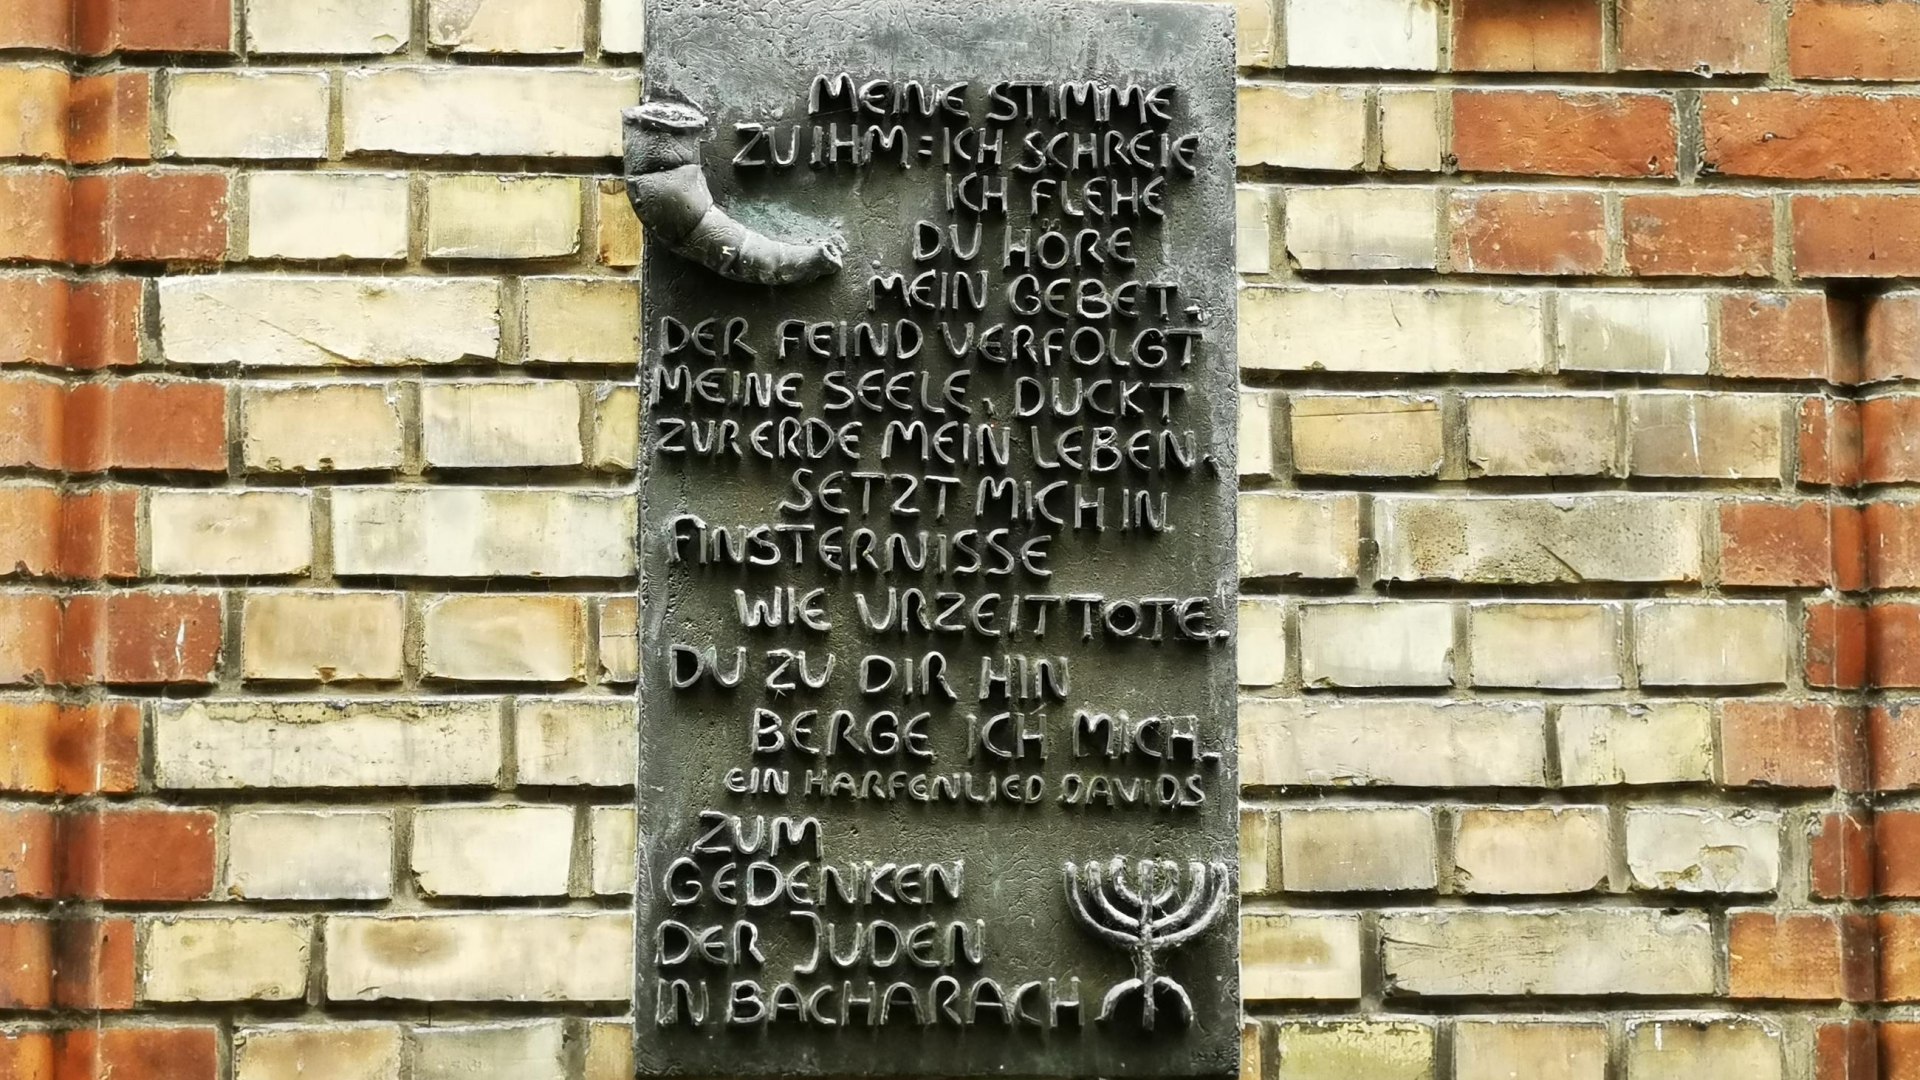 MEINE STIMME
ZU IHM: ICH SCHREIE
ICH FLEHE
DU HÖRE
MEIN GEBET.
DER FEIND VERFOLGT
MEINE SEELE, DUCKT
ZUR ERDE MEIN LEBEN,
SETZT MICH IN
FINSTERNISSE
WIE URZEITTOTE.
DU ZU DIR HIN
BERGE ICH MICH.
EIN HARFENLIED DAVIDS
ZUM
GEDENKEN
DER JUDEN
IN BACHARACH